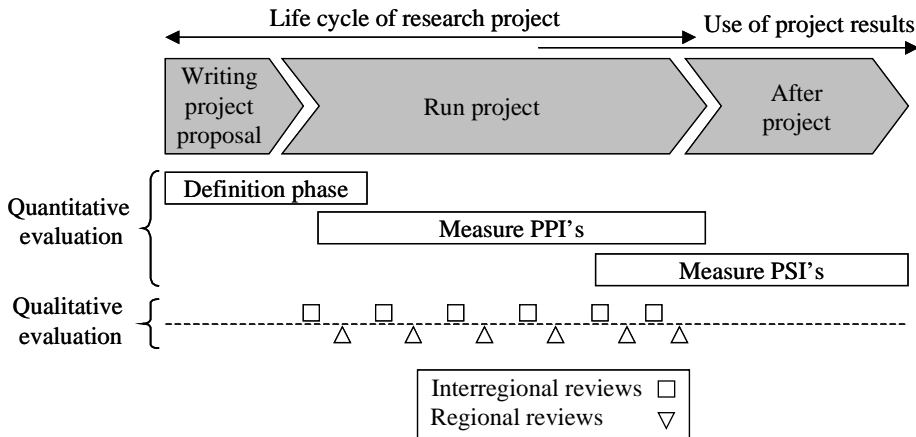 Life cycle of research project
Use of project results
Writing
project
proposal
Run project
After
project
Quantitative
evaluation
Definition phase
Measure PPI's
Measure PSI's
Qualitative
evaluation
Interregional reviews
Regional reviews